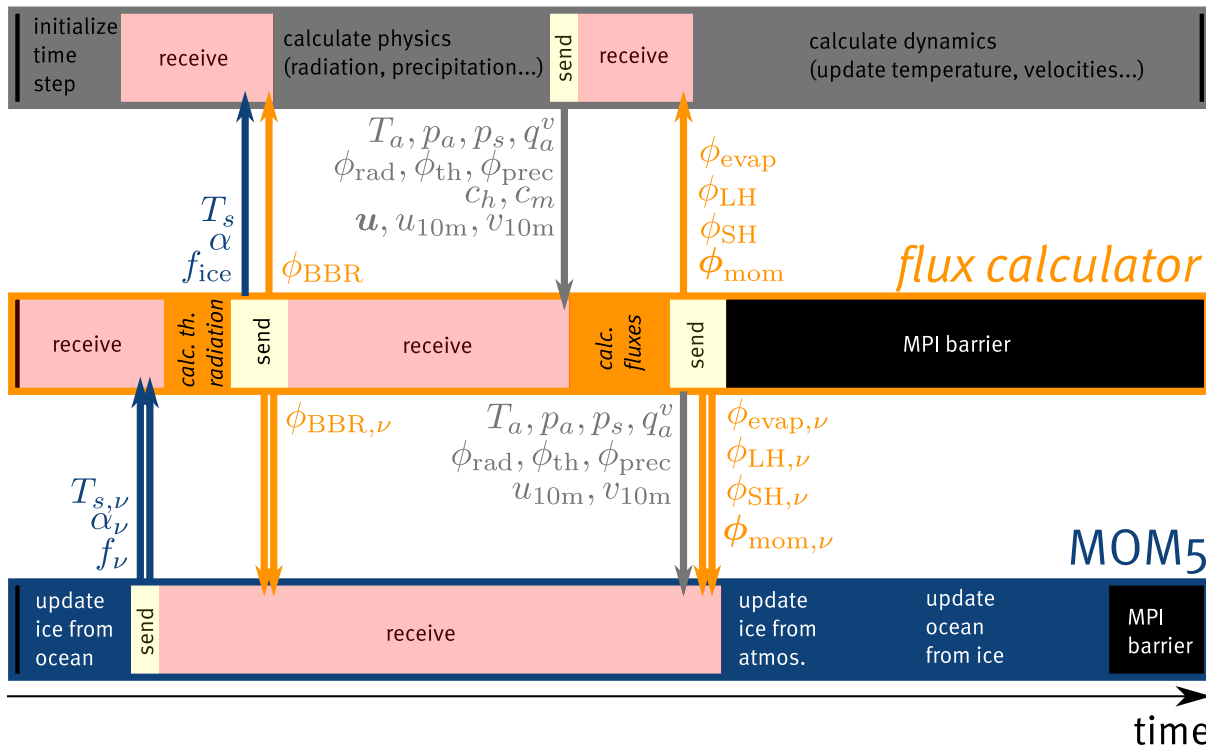 initialize
time
step
receive
calculate physics
(radiation, precipitation...)
send
receive
calculate dynamics
(update temperature, velocities...)
T_a, p_a, p_s, q_a^v
ϕ_rad, ϕ_th, ϕ_prec
c_h, c_m
u, u_10m, v_10m
T_s
α
f_ice
ϕ_BBR
ϕ_evap
ϕ_LH
ϕ_SH
ϕ_mom
flux calculator
receive
calc. th.
radiation
send
receive
calc.
fluxes
send
MPI barrier
T_s,ν
α_ν
f_ν
ϕ_BBR,ν
T_a, p_a, p_s, q_a^v
ϕ_rad, ϕ_th, ϕ_prec
u_10m, v_10m
ϕ_evap,ν
ϕ_LH,ν
ϕ_SH,ν
ϕ_mom,ν
MOM5
update
ice from
ocean
send
receive
update
ice from
atmos.
update
ocean
from ice
MPI
barrier
time